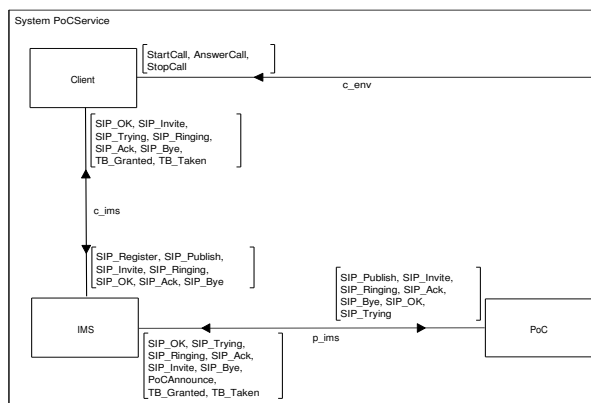 System PoCService
StartCall, AnswerCall,
StopCall
Client
c_env
SIP_OK, SIP_Invite,
SIP_Trying, SIP_Ringing,
SIP_Ack, SIP_Bye,
TB_Granted, TB_Taken
c_ims
SIP_Register, SIP_Publish,
SIP_Invite, SIP_Ringing,
SIP_OK, SIP_Ack, SIP_Bye
SIP_Publish, SIP_Invite,
SIP_Ringing, SIP_Ack,
SIP_Bye, SIP_OK,
SIP_Trying
IMS
p_ims
PoC
SIP_OK, SIP_Trying,
SIP_Ringing, SIP_Ack,
SIP_Invite, SIP_Bye,
PoCAnnounce,
TB_Granted, TB_Taken